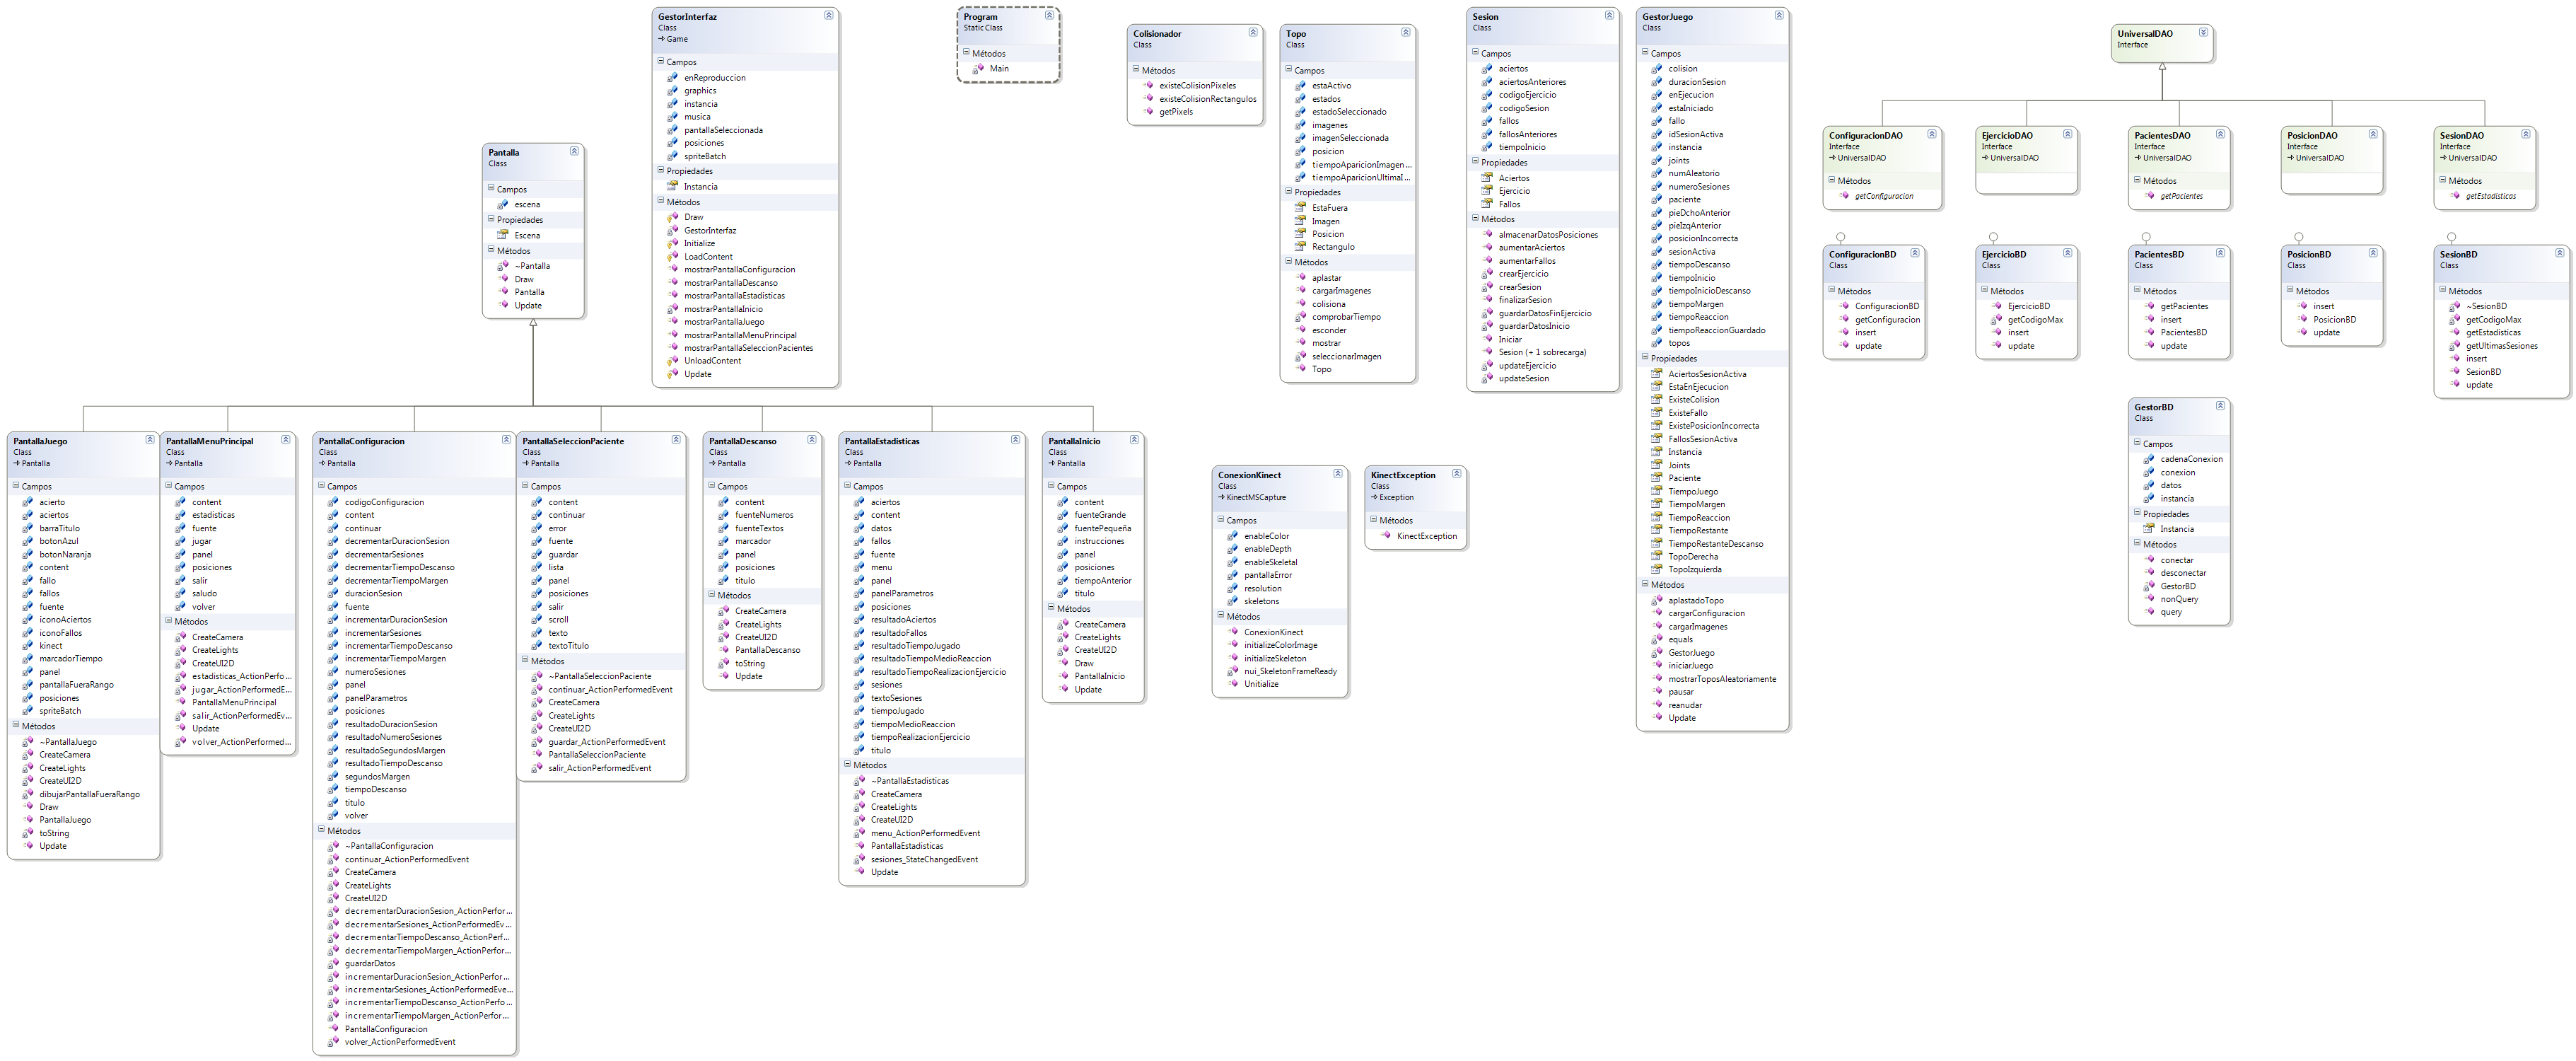 GestorInterfaz
Class
Game
Campos
enReproduccion
graphics
instancia
musica
pantallaSeleccionada
posiciones
spriteBatch
Propiedades
Instancia
Métodos
Draw
GestorInterfaz
Initialize
LoadContent
mostrarPantallaConfiguracion
mostrarPantallaDescanso
mostrarPantallaEstadisticas
mostrarPantallaInicio
mostrarPantallaJuego
mostrarPantallaMenuPrincipal
mostrarPantallaSeleccionPacientes
UnloadContent
Update
Program
Static Class
Métodos
Main
Colisionador
Class
Métodos
existeColisionPixeles
existeColisionRectangulos
getPixels
Topo
Class
Campos
estaActivo
estados
estadoSeleccionado
imagenes
imagenSeleccionada
posicion
tiempoAparicionImagen...
tiempoAparicionUltimaI...
Propiedades
EstaFuera
Imagen
Posicion
Rectangulo
Métodos
aplastar
cargarImagenes
colisiona
comprobarTiempo
esconder
mostrar
seleccionarImagen
Topo
Sesion
Class
Campos
aciertos
aciertosAnteriores
codigoEjercicio
codigoSesion
fallos
fallosAnteriores
tiempoInicio
Propiedades
Aciertos
Ejercicio
Fallos
Métodos
almacenarDatosPosiciones
aumentarAciertos
aumentarFallos
crearEjercicio
crearSesion
finalizarSesion
guardarDatosFinEjercicio
guardarDatosInicio
Iniciar
Sesion (+ 1 sobrecarga)
updateEjercicio
updateSesion
GestorJuego
Class
Campos
colision
duracionSesion
enEjecucion
estaIniciado
fallo
idSesionActiva
instancia
joints
numAleatorio
numeroSesiones
paciente
pieDchoAnterior
pieIzqAnterior
posicionIncorrecta
sesionActiva
tiempoDescanso
tiempoInicio
tiempoInicioDescanso
tiempoMargen
tiempoReaccion
tiempoReaccionGuardado
topos
Propiedades
AciertosSesionActiva
EstaEnEjecucion
ExisteColision
ExisteFallo
ExistePosicionIncorrecta
FallosSesionActiva
Instancia
Joints
Paciente
TiempoJuego
TiempoMargen
TiempoReaccion
TiempoRestante
TiempoRestanteDescanso
TopoDerecha
TopoIzquierda
Métodos
aplastadoTopo
cargarConfiguracion
cargarImagenes
equals
GestorJuego
iniciarJuego
mostrarToposAleatoriamente
pausar
reanudar
Update
UniversalDAO
Interface
ConfiguracionDAO
Interface
UniversalDAO
Métodos
getConfiguracion
EjercicioDAO
Interface
UniversalDAO
PacientesDAO
Interface
UniversalDAO
Métodos
getPacientes
PosicionDAO
Interface
UniversalDAO
SesionDAO
Interface
UniversalDAO
Métodos
getEstadisticas
ConfiguracionBD
Class
Métodos
ConfiguracionBD
getConfiguracion
insert
update
EjercicioBD
Class
Métodos
EjercicioBD
getCodigoMax
insert
update
PacientesBD
Class
Métodos
getPacientes
insert
PacientesBD
update
PosicionBD
Class
Métodos
insert
PosicionBD
update
SesionBD
Class
Métodos
~SesionBD
getCodigoMax
getEstadisticas
getUltimasSesiones
insert
SesionBD
update
GestorBD
Class
Campos
cadenaConexion
conexion
datos
instancia
Propiedades
Instancia
Métodos
conectar
desconectar
GestorBD
nonQuery
query
Pantalla
Class
Campos
escena
Propiedades
Escena
Métodos
~Pantalla
Draw
Pantalla
Update
PantallaJuego
Class
Pantalla
Campos
acierto
aciertos
barraTitulo
botonAzul
botonNaranja
content
fallo
fallos
fuente
iconoAciertos
iconoFallos
kinect
marcadorTiempo
panel
pantallaFueraRango
posiciones
spriteBatch
Métodos
~PantallaJuego
CreateCamera
CreateLights
CreateUI2D
dibujarPantallaFueraRango
Draw
PantallaJuego
toString
Update
PantallaMenuPrincipal
Class
Pantalla
Campos
content
estadisticas
fuente
jugar
panel
posiciones
salir
saludo
volver
Métodos
CreateCamera
CreateLights
CreateUI2D
estadisticas_ActionPerfo...
jugar_ActionPerformedE...
PantallaMenuPrincipal
salir_ActionPerformedEv...
Update
volver_ActionPerformed...
PantallaConfiguracion
Class
Pantalla
Campos
codigoConfiguracion
content
continuar
decrementarDuracionSesion
decrementarSesiones
decrementarTiempoDescanso
decrementarTiempoMargen
duracionSesion
fuente
incrementarDuracionSesion
incrementarSesiones
incrementarTiempoDescanso
incrementarTiempoMargen
numeroSesiones
panel
panelParametros
posiciones
resultadoDuracionSesion
resultadoNumeroSesiones
resultadoSegundosMargen
resultadoTiempoDescanso
segundosMargen
tiempoDescanso
titulo
volver
Métodos
~PantallaConfiguracion
continuar_ActionPerformedEvent
CreateCamera
CreateLights
CreateUI2D
decrementarDuracionSesion_ActionPerfor...
decrementarSesiones_ActionPerformedEv...
decrementarTiempoDescanso_ActionPerf...
decrementarTiempoMargen_ActionPerfor...
guardarDatos
incrementarDuracionSesion_ActionPerfor...
incrementarSesiones_ActionPerformedEve...
incrementarTiempoDescanso_ActionPerfo...
incrementarTiempoMargen_ActionPerfor...
PantallaConfiguracion
volver_ActionPerformedEvent
PantallaSeleccionPaciente
Class
Pantalla
Campos
content
continuar
error
fuente
guardar
lista
panel
posiciones
salir
scroll
texto
textoTitulo
Métodos
~PantallaSeleccionPaciente
continuar_ActionPerformedEvent
CreateCamera
CreateLights
CreateUI2D
guardar_ActionPerformedEvent
PantallaSeleccionPaciente
salir_ActionPerformedEvent
PantallaDescanso
Class
Pantalla
Campos
content
fuenteNumeros
fuenteTextos
marcador
panel
posiciones
titulo
Métodos
CreateCamera
CreateLights
CreateUI2D
PantallaDescanso
toString
Update
PantallaEstadisticas
Class
Pantalla
Campos
aciertos
content
datos
fallos
fuente
menu
panel
panelParametros
posiciones
resultadoAciertos
resultadoFallos
resultadoTiempoJugado
resultadoTiempoMedioReaccion
resultadoTiempoRealizacionEjercicio
sesiones
textoSesiones
tiempoJugado
tiempoMedioReaccion
tiempoRealizacionEjercicio
titulo
Métodos
~PantallaEstadisticas
CreateCamera
CreateLights
CreateUI2D
menu_ActionPerformedEvent
PantallaEstadisticas
sesiones_StateChangedEvent
Update
PantallaInicio
Class
Pantalla
Campos
content
fuenteGrande
fuentePequeña
instrucciones
panel
posiciones
tiempoAnterior
titulo
Métodos
CreateCamera
CreateLights
CreateUI2D
Draw
PantallaInicio
Update
ConexionKinect
Class
KinectMSCapture
Campos
enableColor
enableDepth
enableSkeletal
pantallaError
resolution
skeletons
Métodos
ConexionKinect
initializeColorImage
initializeSkeleton
nui_SkeletonFrameReady
Unitialize
KinectException
Class
Exception
Métodos
KinectException